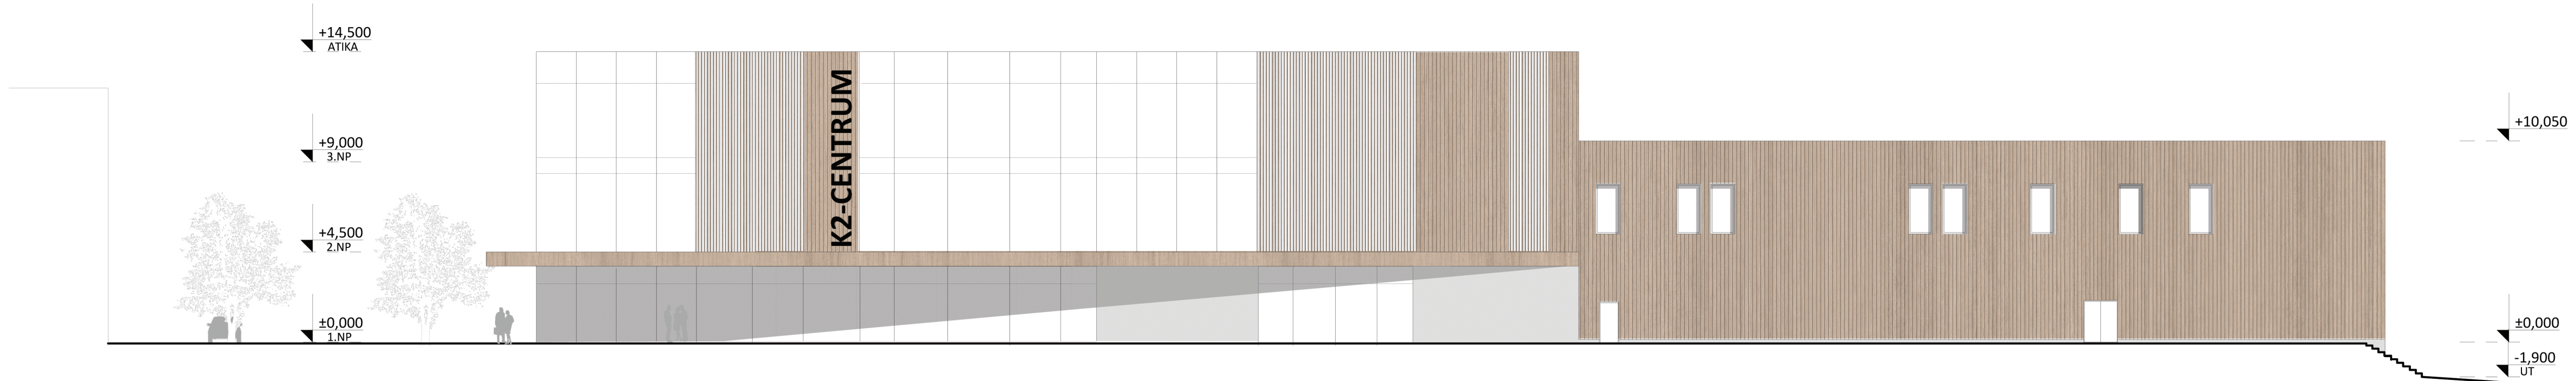 +14,500
ATIKA
+9,000
3.NP
+4,500
2.NP
±0,000
1.NP
K2-CENTRUM
+10,050
±0,000
-1,900
UT